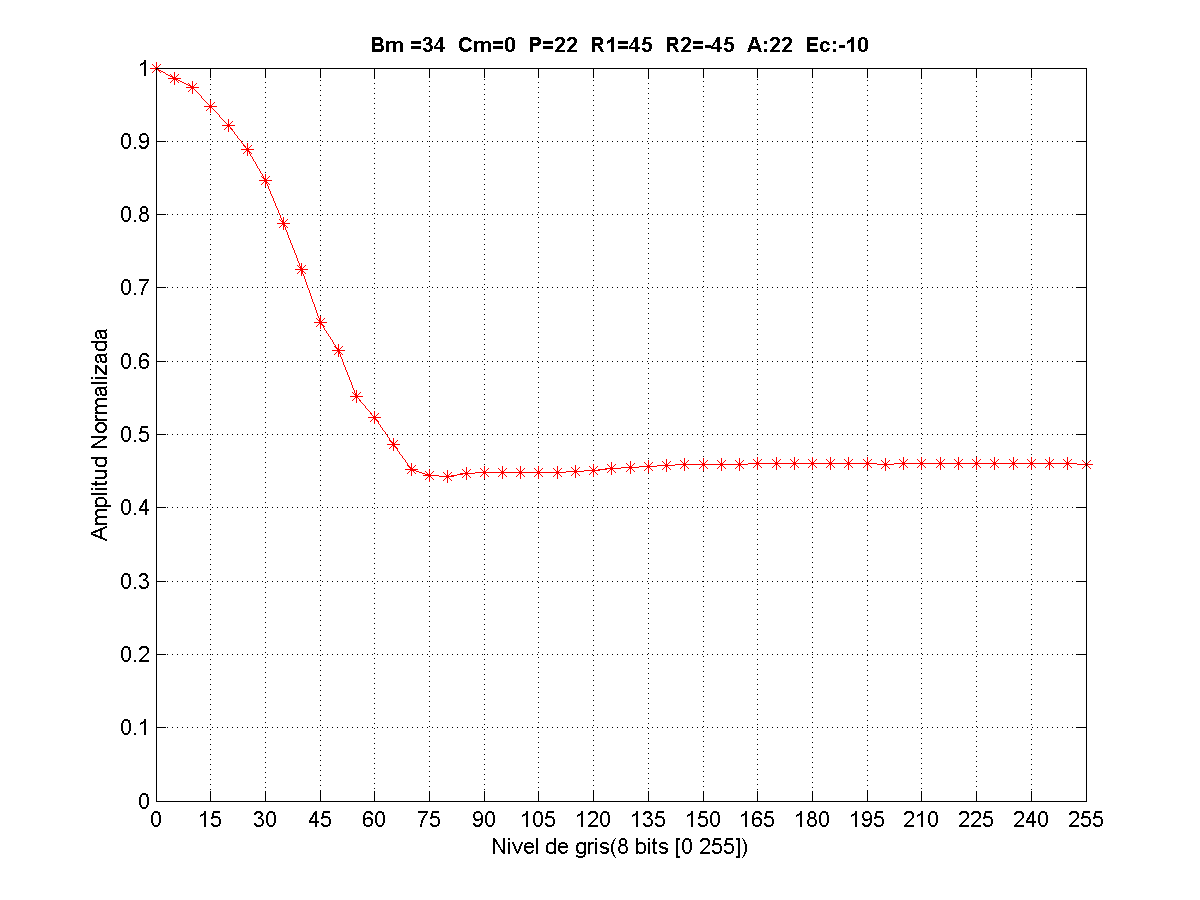 Bm =34 Cm=0 P=22 R1=45 R2=-45 A:22 Ec:-10
1
0.9
0.8
0.7
0.6
0.5
0.4
0.3
0.2
0.1
0
Amplitud Normalizada
0 15 30 45 60 75 90 105 120 135 150 165 180 195 210 225 240 255
Nivel de gris(8 bits [0 255])